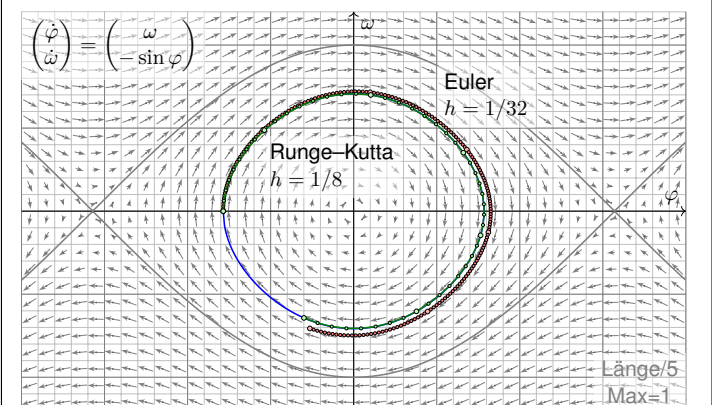 ω
(φ̇ ω̇) = (ω −sin φ)
Euler
h = 1/32
Runge–Kutta
h = 1/8
φ
Länge/5
Max=1